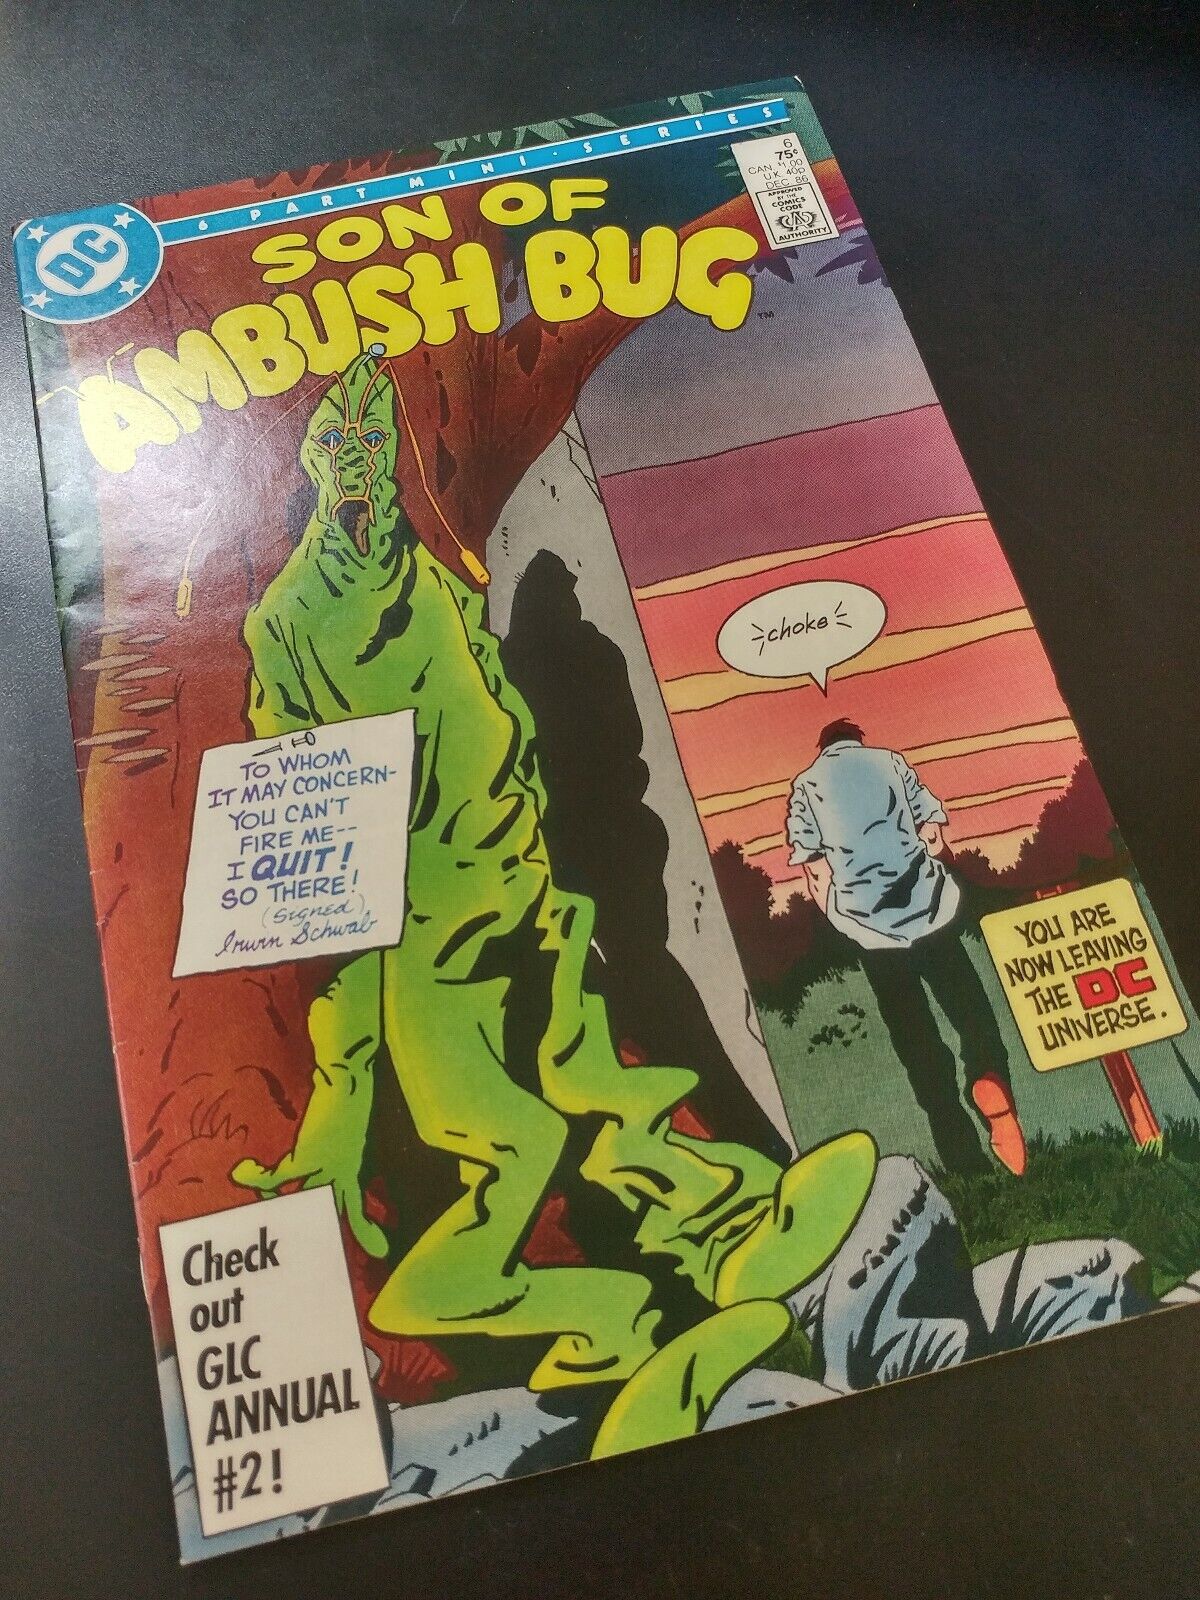 DC
6 PART MINI-SERIES
6
75¢
CAN. $1.00
U.K. 40p
DEC. 86
APPROVED
BY THE
COMICS
CODE
CA
AUTHORITY
SON OF
AMBUSH BUG
TM
choke
TO WHOM
IT MAY CONCERN-
YOU CAN'T
FIRE ME--
I QUIT!
SO THERE!
(signed)
Irwin Schwab
YOU ARE
NOW LEAVING
THE DC
UNIVERSE.
Check
out
GLC
ANNUAL
#2!